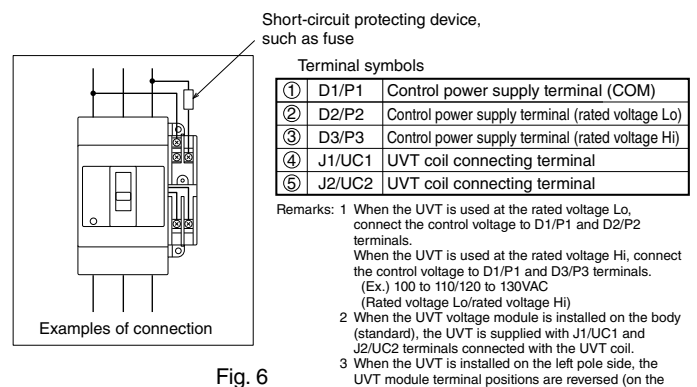 Short-circuit protecting device,
such as fuse
Terminal symbols
① D1/P1 Control power supply terminal (COM)
② D2/P2 Control power supply terminal (rated voltage Lo)
③ D3/P3 Control power supply terminal (rated voltage Hi)
④ J1/UC1 UVT coil connecting terminal
⑤ J2/UC2 UVT coil connecting terminal
Remarks: 1 When the UVT is used at the rated voltage Lo,
connect the control voltage to D1/P1 and D2/P2
terminals.
When the UVT is used at the rated voltage Hi, connect
the control voltage to D1/P1 and D3/P3 terminals.
(Ex.) 100 to 110/120 to 130VAC
(Rated voltage Lo/rated voltage Hi)
2 When the UVT voltage module is installed on the body
(standard), the UVT is supplied with J1/UC1 and
J2/UC2 terminals connected with the UVT coil.
3 When the UVT is installed on the left pole side, the
UVT module terminal positions are reversed (on the
Examples of connection
Fig. 6